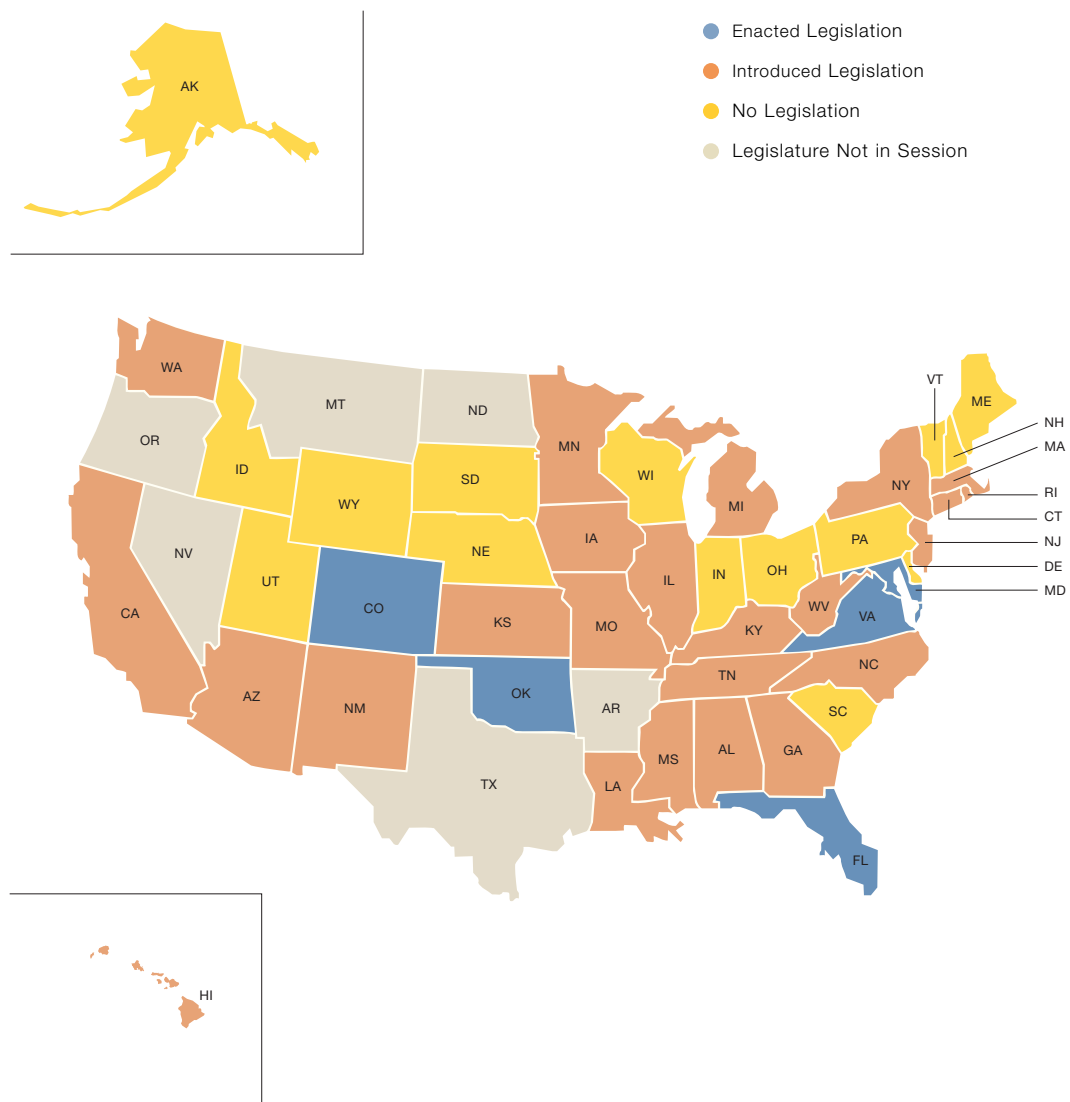 Enacted Legislation
Introduced Legislation
No Legislation
Legislature Not in Session
AK
WA
MT
ND
OR
ID
WY
SD
NE
NV
UT
CO
CA
AZ
NM
KS
OK
TX
MN
IA
MO
AR
LA
WI
IL
MI
IN
OH
KY
TN
MS
AL
GA
FL
SC
NC
VA
WV
PA
NY
VT
ME
NH
MA
RI
CT
NJ
DE
MD
HI